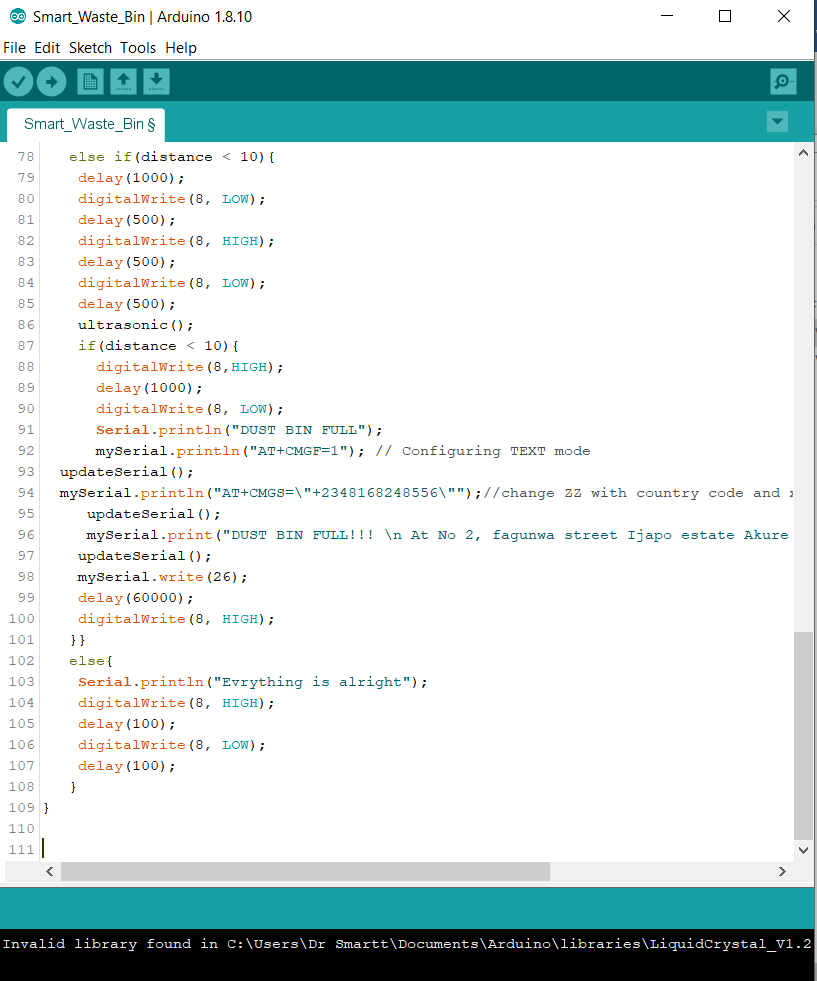 Smart_Waste_Bin | Arduino 1.8.10
File Edit Sketch Tools Help
Smart_Waste_Bin §
78 else if(distance < 10){
79 delay(1000);
80 digitalWrite(8, LOW);
81 delay(500);
82 digitalWrite(8, HIGH);
83 delay(500);
84 digitalWrite(8, LOW);
85 delay(500);
86 ultrasonic();
87 if(distance < 10){
88 digitalWrite(8,HIGH);
89 delay(1000);
90 digitalWrite(8, LOW);
91 Serial.println("DUST BIN FULL");
92 mySerial.println("AT+CMGF=1"); // Configuring TEXT mode
93 updateSerial();
94 mySerial.println("AT+CMGS=\"+2348168248556\"");//change ZZ with country code and
95 updateSerial();
96 mySerial.print("DUST BIN FULL!!! \n At No 2, fagunwa street Ijapo estate Akure
97 updateSerial();
98 mySerial.write(26);
99 delay(60000);
100 digitalWrite(8, HIGH);
101 }}
102 else{
103 Serial.println("Evrything is alright");
104 digitalWrite(8, HIGH);
105 delay(100);
106 digitalWrite(8, LOW);
107 delay(100);
108 }
109 }
110
111
Invalid library found in C:\Users\Dr Smartt\Documents\Arduino\libraries\LiquidCrystal_V1.2